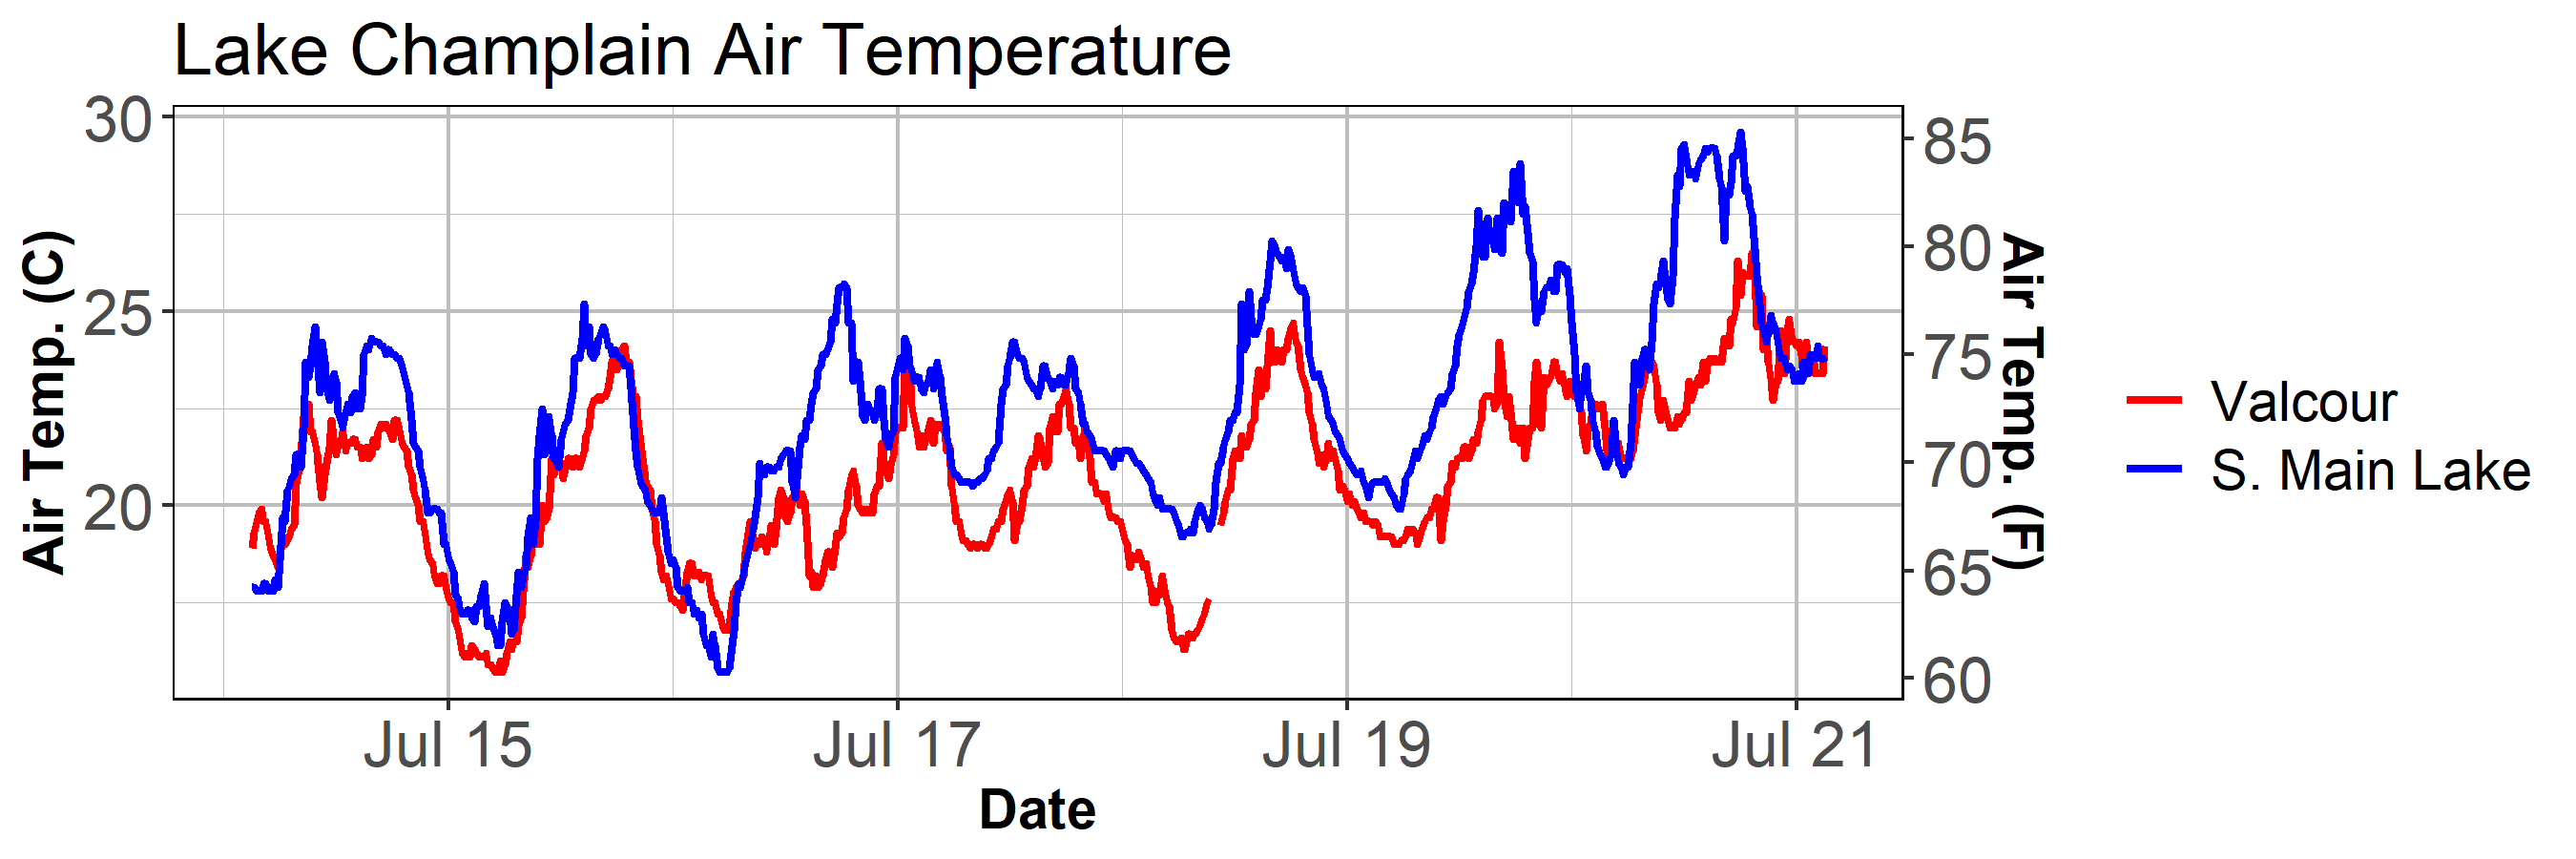 Lake Champlain Air Temperature
30
25
20
Air Temp. (C)
85
80
75
70
65
60
Air Temp. (F)
Jul 15
Jul 17
Jul 19
Jul 21
Date
Valcour
S. Main Lake